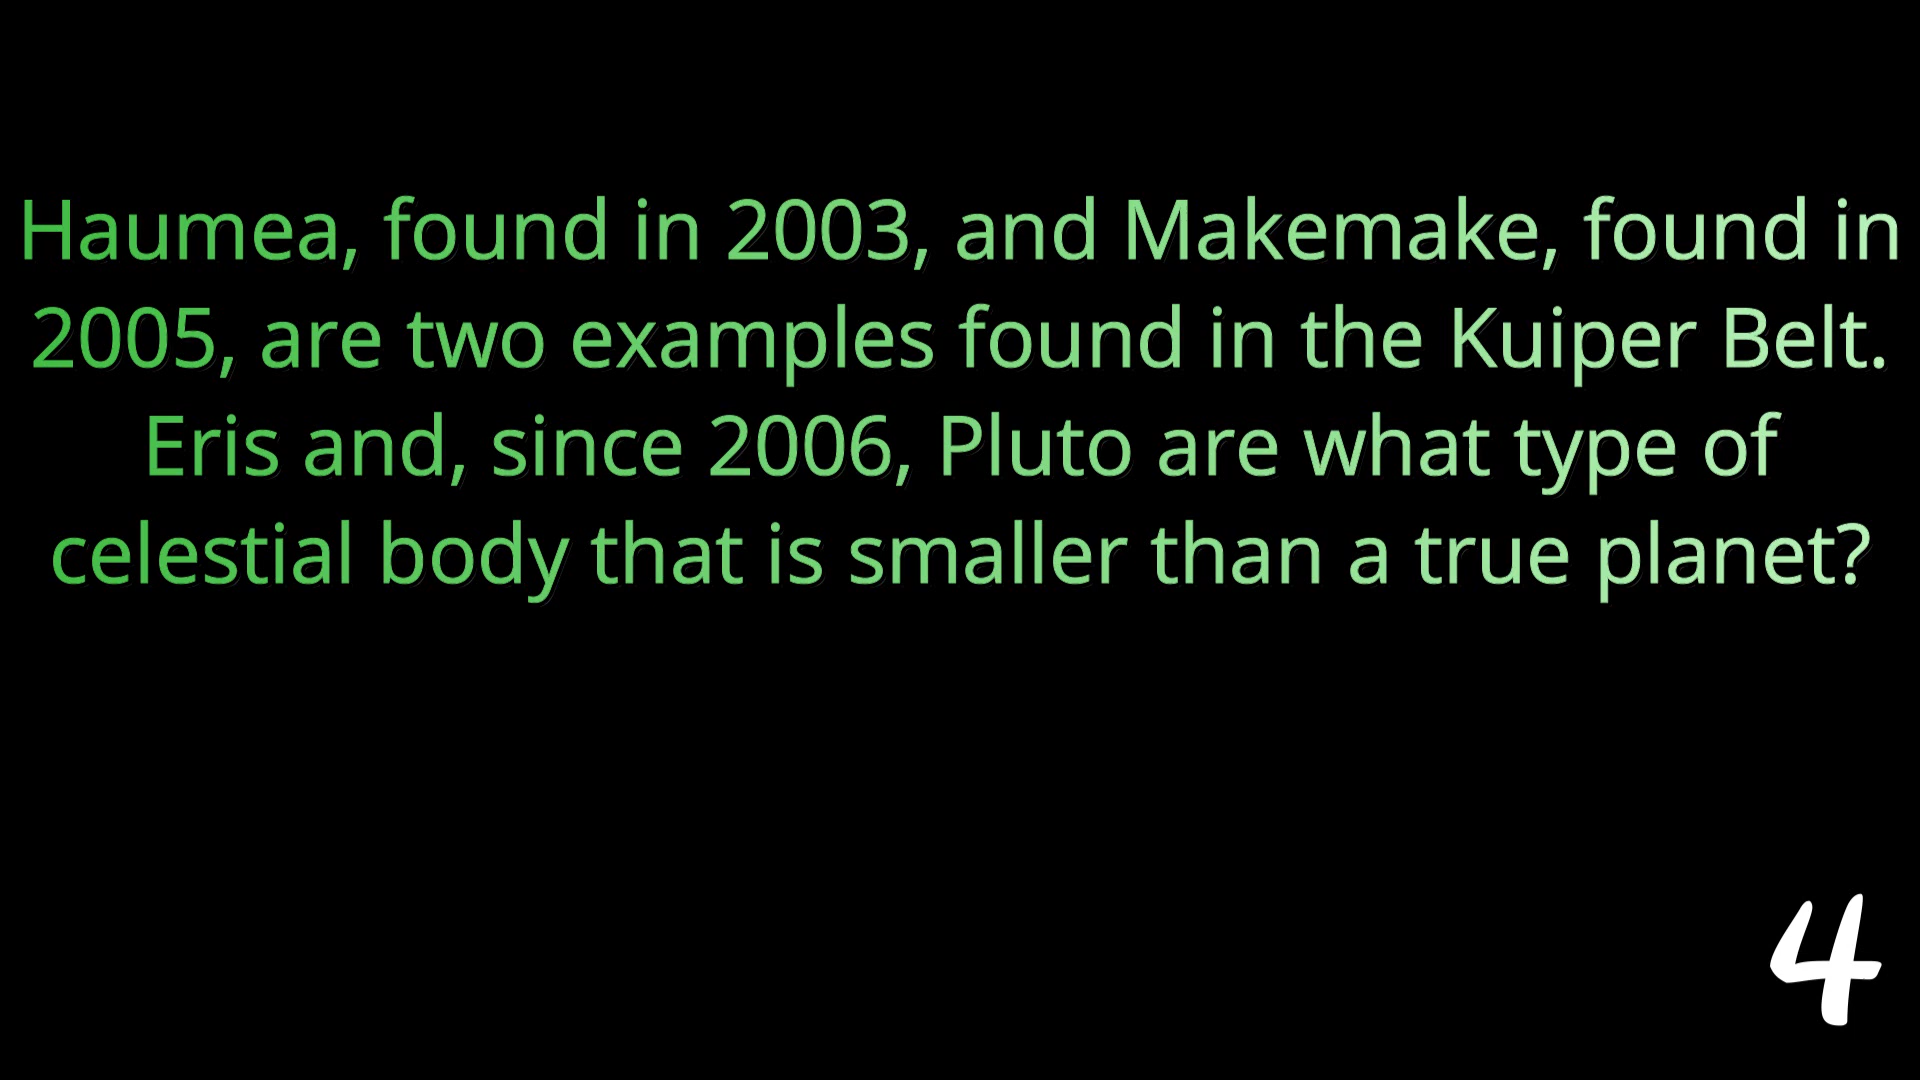 Haumea, found in 2003, and Makemake, found in
2005, are two examples found in the Kuiper Belt.
Eris and, since 2006, Pluto are what type of
celestial body that is smaller than a true planet?
4